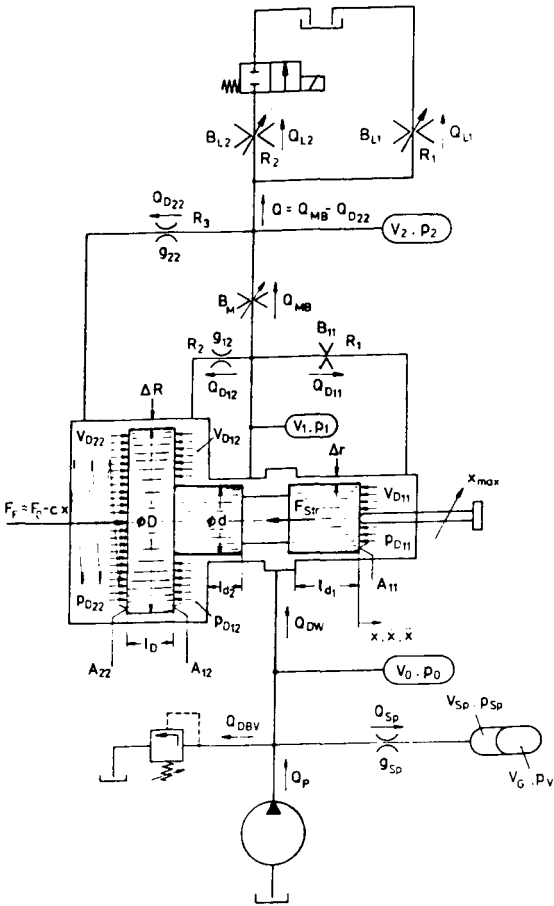 B_L2 Q_L2 B_L1 Q_L1
R_2 R_1
Q_D22 R_3 Q = Q_MB - Q_D22 V_2, p_2
g_22
B_M Q_MB
R_2 g_12 B_11 R_1
Q_D12 Q_D11
ΔR
V_1, p_1
V_D22 V_D12 Δr
x_max
F_F = F_0 - c x ϕD ϕd F_Str V_D11
p_D11
p_D22 l_d2 l_d1
l_D p_D12 A_11
A_22 A_12 Q_DW x, ẋ, ẍ
V_0, p_0
Q_DBV Q_Sp V_Sp, p_Sp
g_Sp V_G, p_V
Q_P